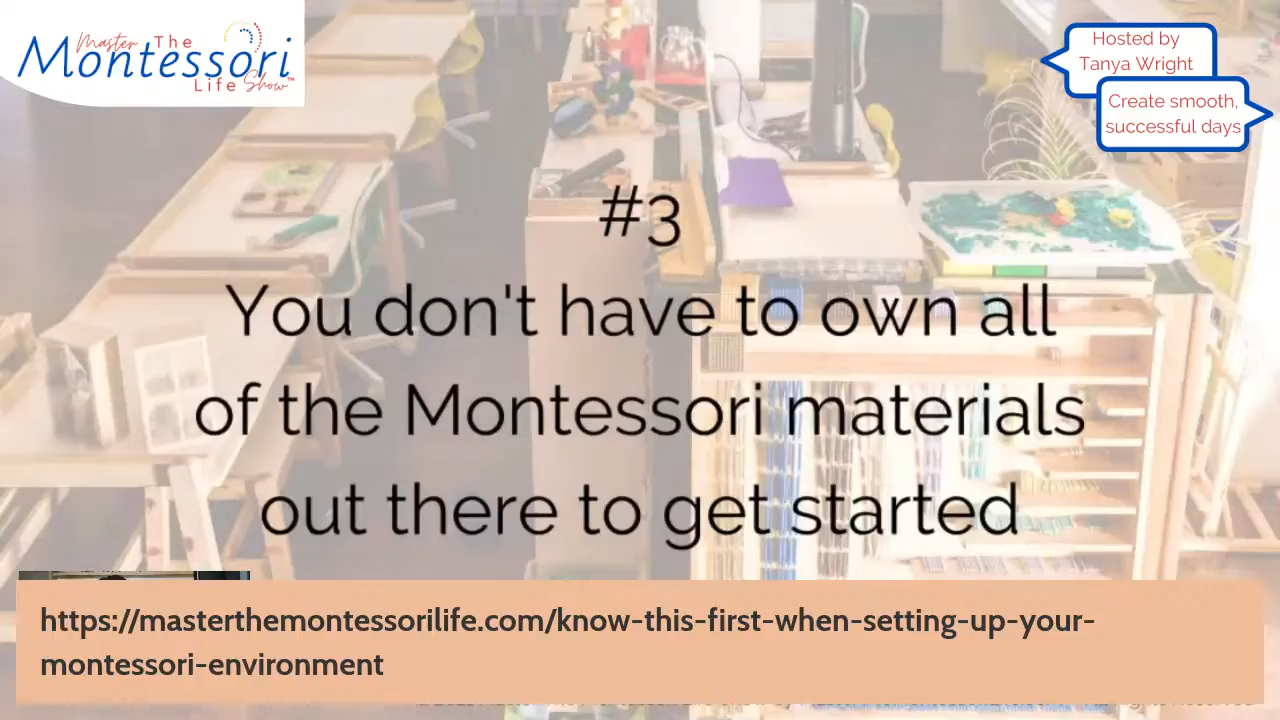 Master The
Montessori
Life Show™
Hosted by
Tanya Wright
Create smooth,
successful days
#3
You don't have to own all
of the Montessori materials
out there to get started
https://masterthemontessorilife.com/know-this-first-when-setting-up-your-
montessori-environment